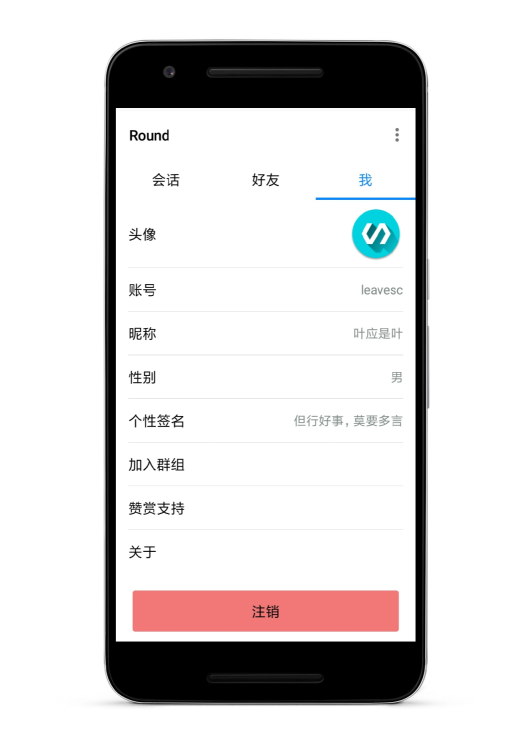 Round
会话 好友 我
头像
账号 leavesc
昵称 叶应是叶
性别 男
个性签名 但行好事，莫要多言
加入群组
赞赏支持
关于
注销